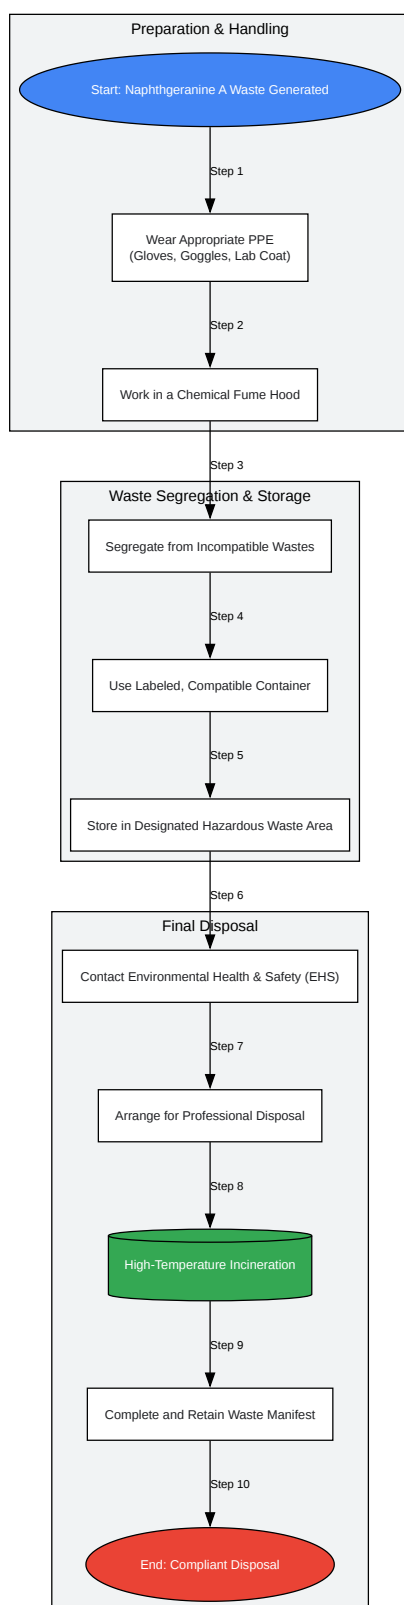 Preparation & Handling
Start: Naphthgeranine A Waste Generated
Step 1
Wear Appropriate PPE
(Gloves, Goggles, Lab Coat)
Step 2
Work in a Chemical Fume Hood
Step 3
Waste Segregation & Storage
Segregate from Incompatible Wastes
Step 4
Use Labeled, Compatible Container
Step 5
Store in Designated Hazardous Waste Area
Step 6
Final Disposal
Contact Environmental Health & Safety (EHS)
Step 7
Arrange for Professional Disposal
Step 8
High-Temperature Incineration
Step 9
Complete and Retain Waste Manifest
Step 10
End: Compliant Disposal